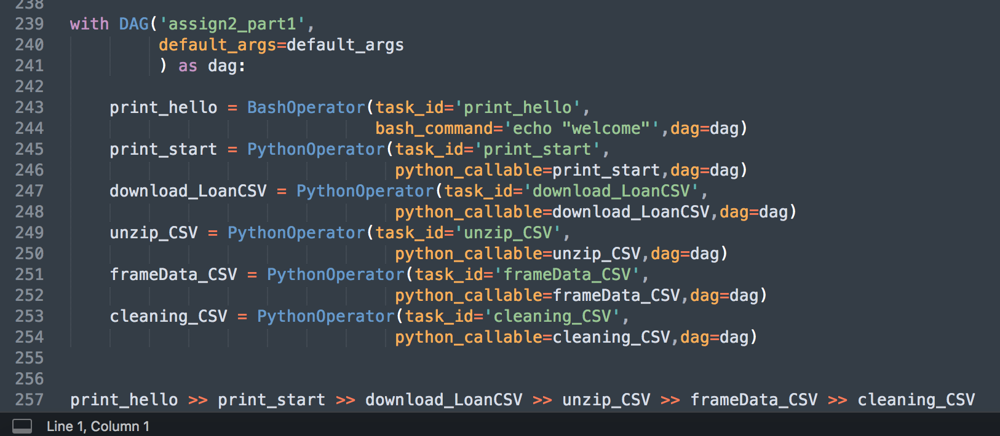 238
239 with DAG('assign2_part1',
240 default_args=default_args
241 ) as dag:
242
243 print_hello = BashOperator(task_id='print_hello',
244 bash_command='echo "welcome"',dag=dag)
245 print_start = PythonOperator(task_id='print_start',
246 python_callable=print_start,dag=dag)
247 download_LoanCSV = PythonOperator(task_id='download_LoanCSV',
248 python_callable=download_LoanCSV,dag=dag)
249 unzip_CSV = PythonOperator(task_id='unzip_CSV',
250 python_callable=unzip_CSV,dag=dag)
251 frameData_CSV = PythonOperator(task_id='frameData_CSV',
252 python_callable=frameData_CSV,dag=dag)
253 cleaning_CSV = PythonOperator(task_id='cleaning_CSV',
254 python_callable=cleaning_CSV,dag=dag)
255
256
257 print_hello >> print_start >> download_LoanCSV >> unzip_CSV >> frameData_CSV >> cleaning_CSV
Line 1, Column 1